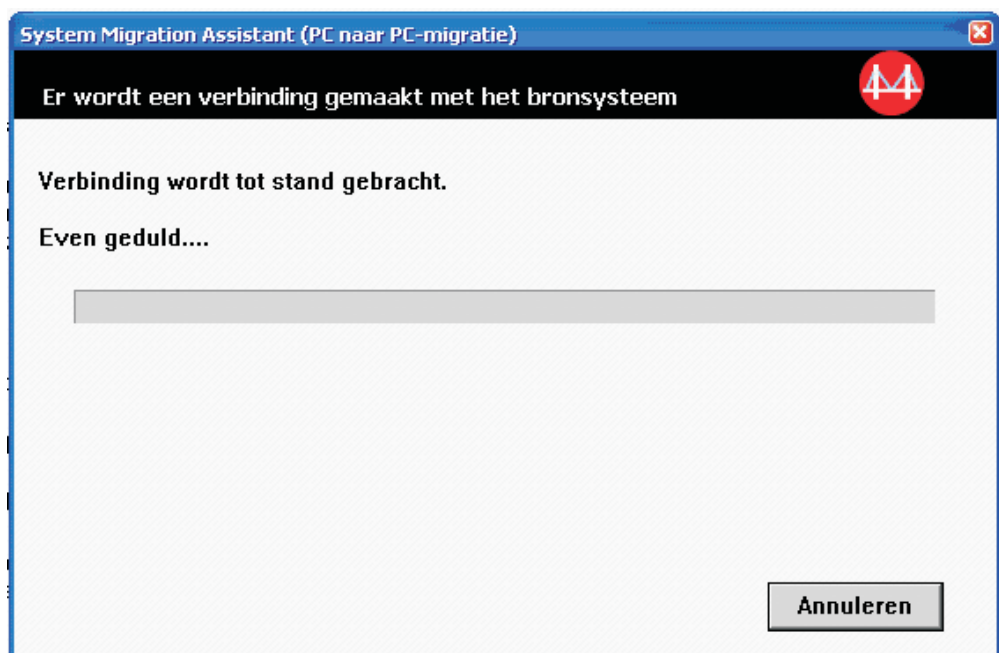 System Migration Assistant (PC naar PC-migratie)
Er wordt een verbinding gemaakt met het bronsysteem
Verbinding wordt tot stand gebracht.
Even geduld....
Annuleren